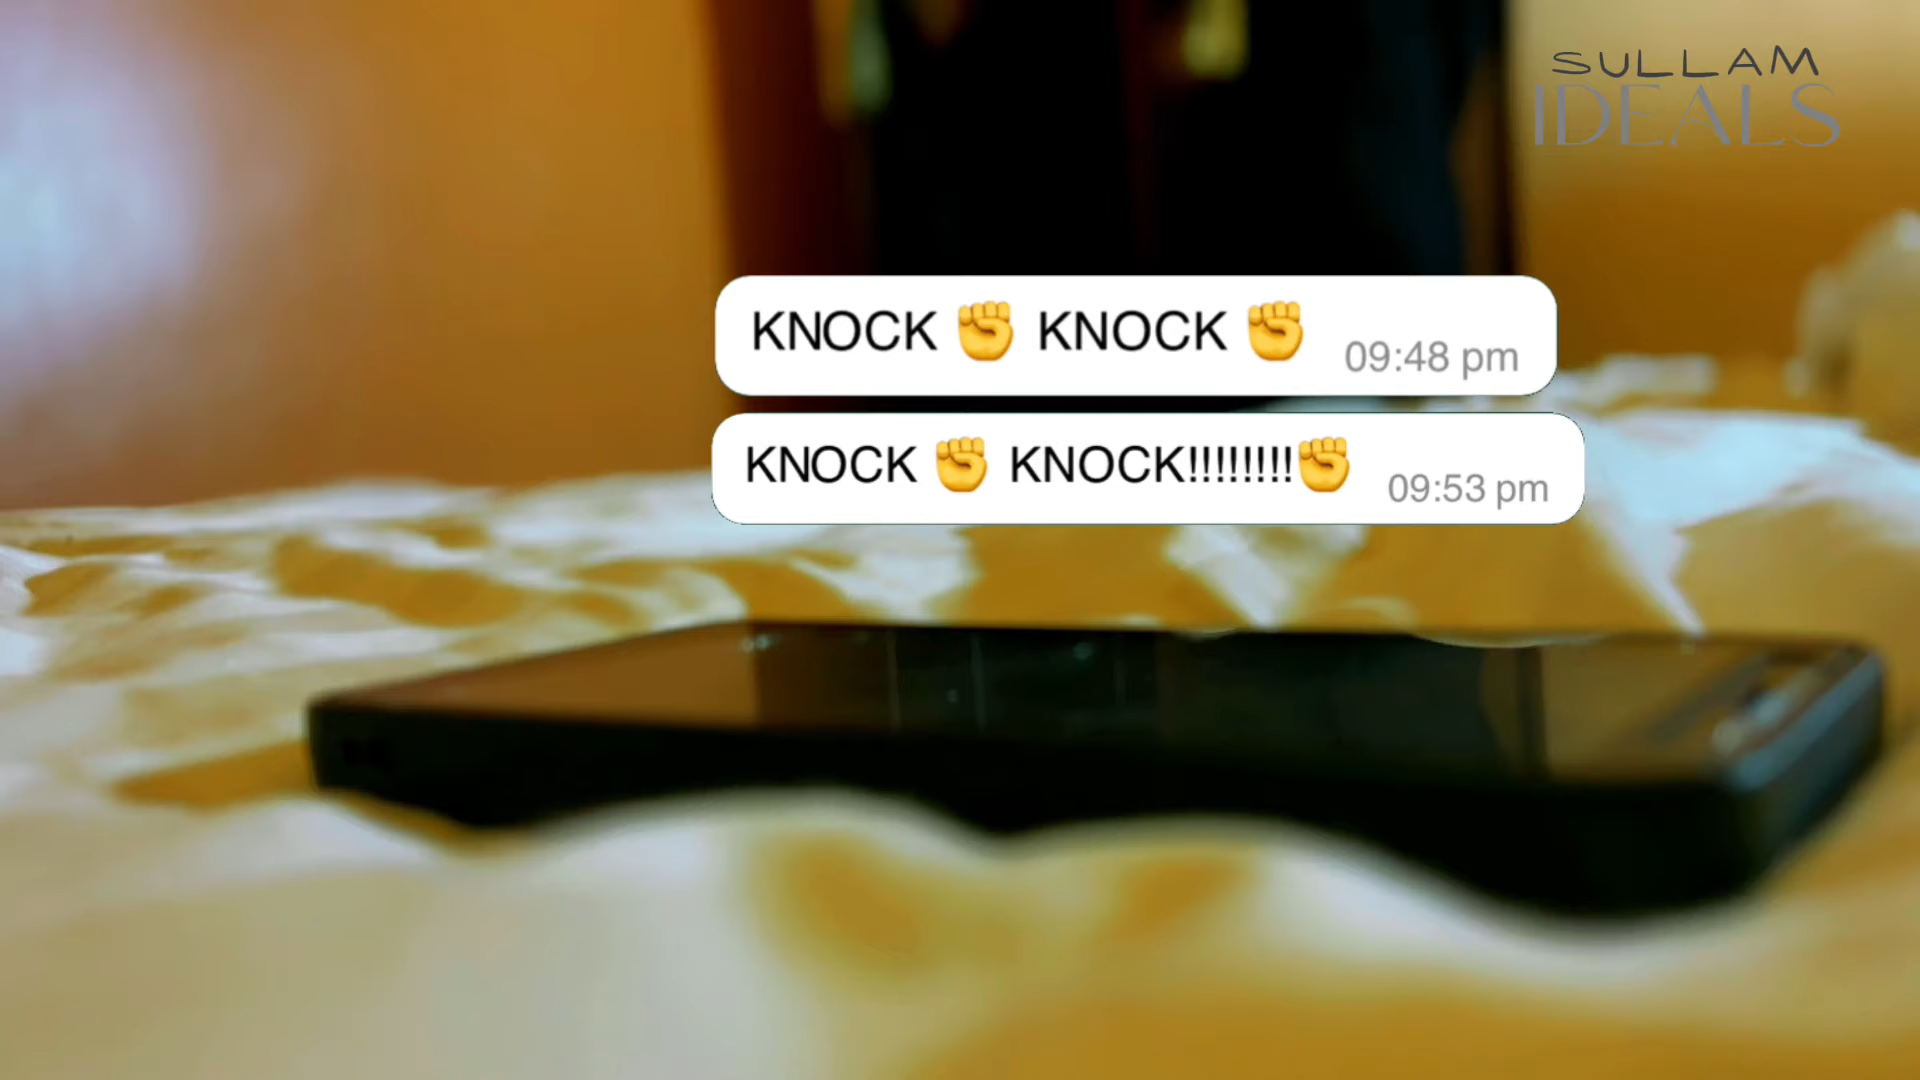 SULLAM
IDEALS
KNOCK ✊ KNOCK ✊ 09:48 pm
KNOCK ✊ KNOCK!!!!!!!!✊ 09:53 pm